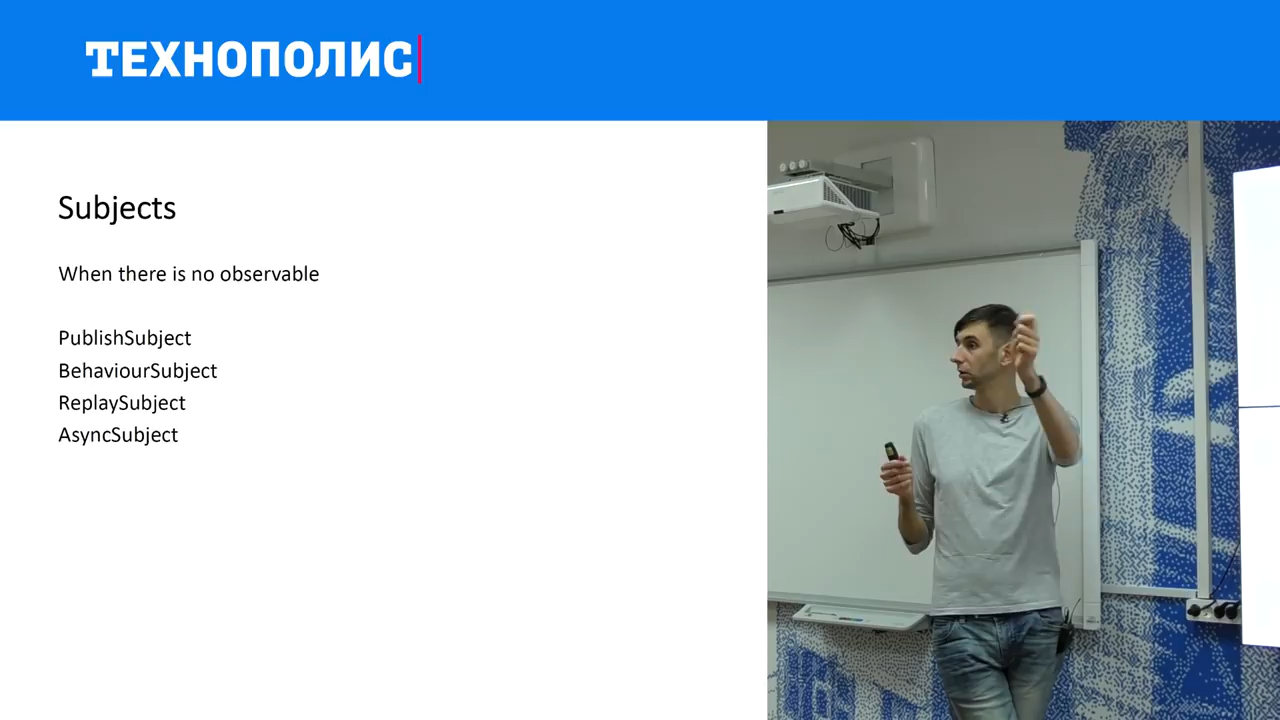 ТЕХНОПОЛИС
Subjects
When there is no observable
PublishSubject
BehaviourSubject
ReplaySubject
AsyncSubject